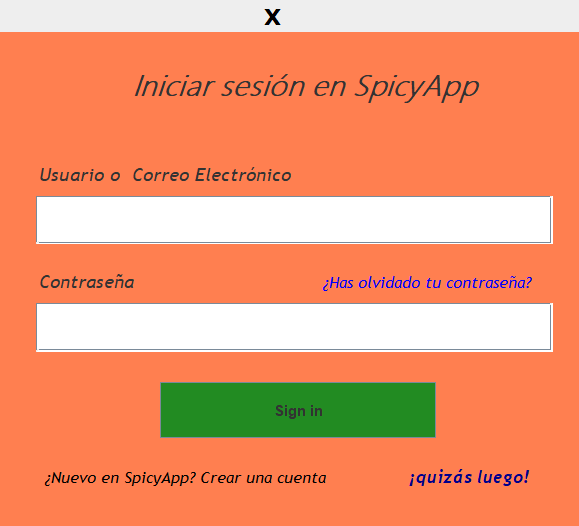 X
Iniciar sesión en SpicyApp
Usuario o Correo Electrónico
Contraseña ¿Has olvidado tu contraseña?
Sign in
¿Nuevo en SpicyApp? Crear una cuenta ¡quizás luego!